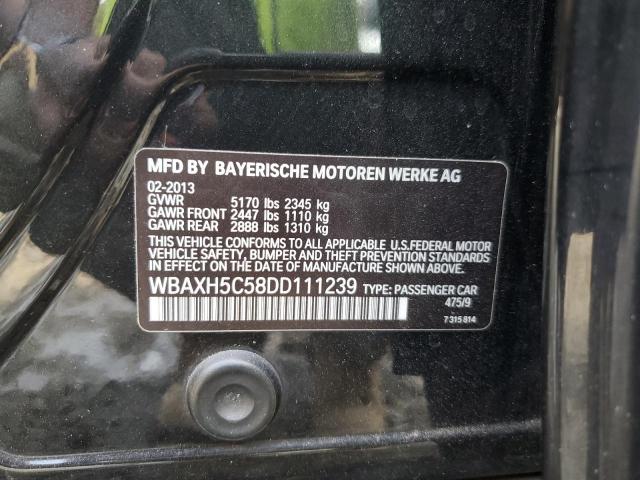 MFD BY BAYERISCHE MOTOREN WERKE AG
02-2013
GVWR 5170 lbs 2345 kg
GAWR FRONT 2447 lbs 1110 kg
GAWR REAR 2888 lbs 1310 kg
THIS VEHICLE CONFORMS TO ALL APPLICABLE U.S.FEDERAL MOTOR
VEHICLE SAFETY, BUMPER AND THEFT PREVENTION STANDARDS
IN EFFECT ON THE DATE OF MANUFACTURE SHOWN ABOVE.
WBAXH5C58DD111239 TYPE: PASSENGER CAR
475/9
7 315 814